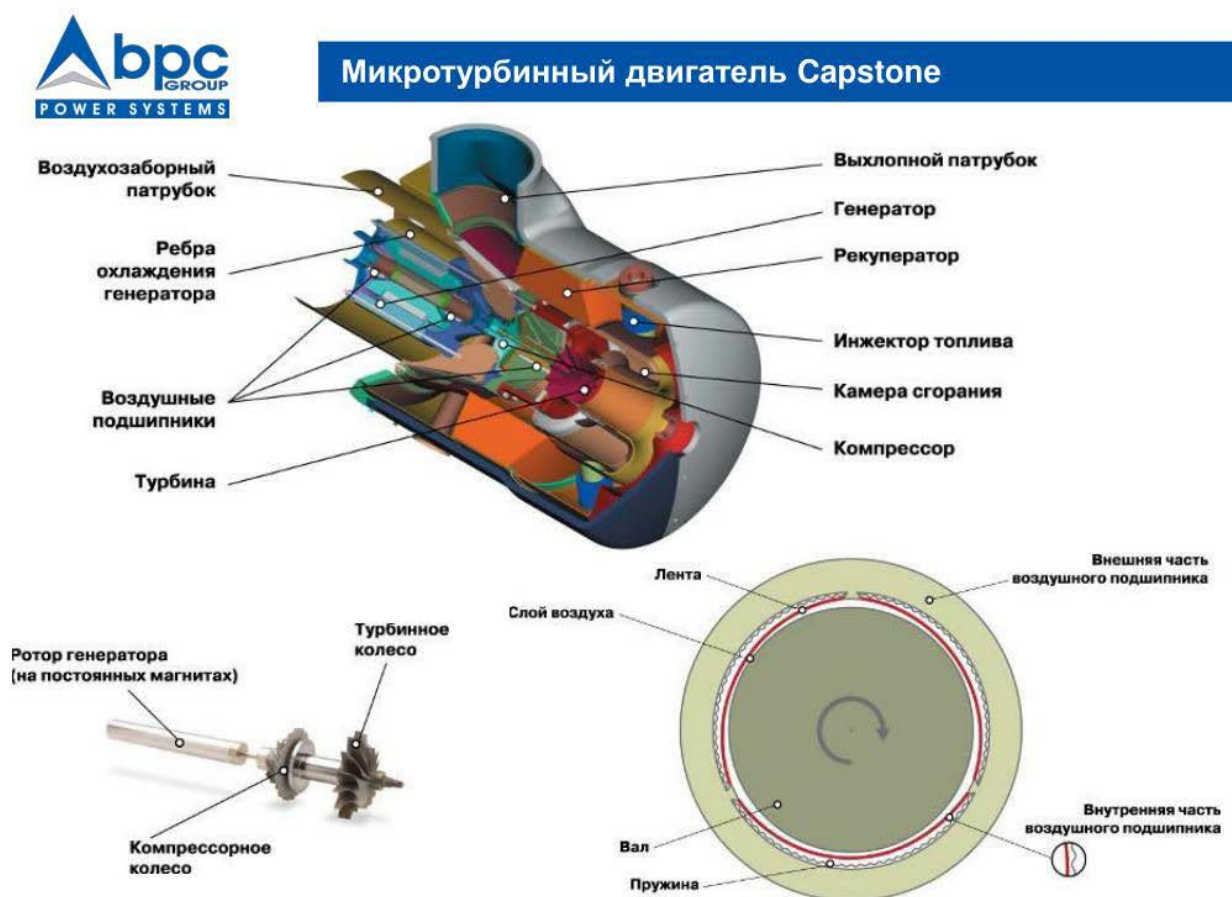 bpc
GROUP
POWER SYSTEMS
Микротурбинный двигатель Capstone
Воздухозаборный
патрубок
Ребра
охлаждения
генератора
Воздушные
подшипники
Турбина
Выхлопной патрубок
Генератор
Рекуператор
Инжектор топлива
Камера сгорания
Компрессор
Ротор генератора
(на постоянных магнитах)
Турбинное
колесо
Компрессорное
колесо
Лента
Слой воздуха
Внешняя часть
воздушного подшипника
Вал
Пружина
Внутренняя часть
воздушного подшипника